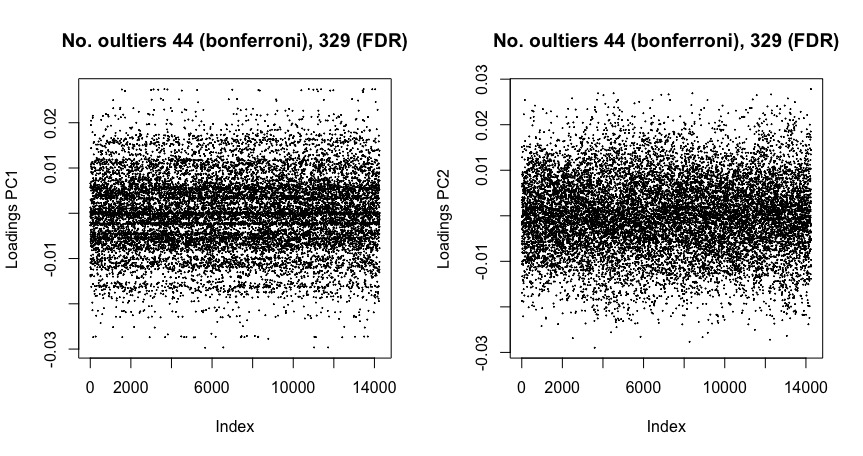 No. oultiers 44 (bonferroni), 329 (FDR)
Loadings PC1
0.02
0.01
-0.01
-0.03
0 2000 6000 10000 14000
Index
No. oultiers 44 (bonferroni), 329 (FDR)
Loadings PC2
0.03
0.02
0.01
-0.01
-0.03
0 2000 6000 10000 14000
Index